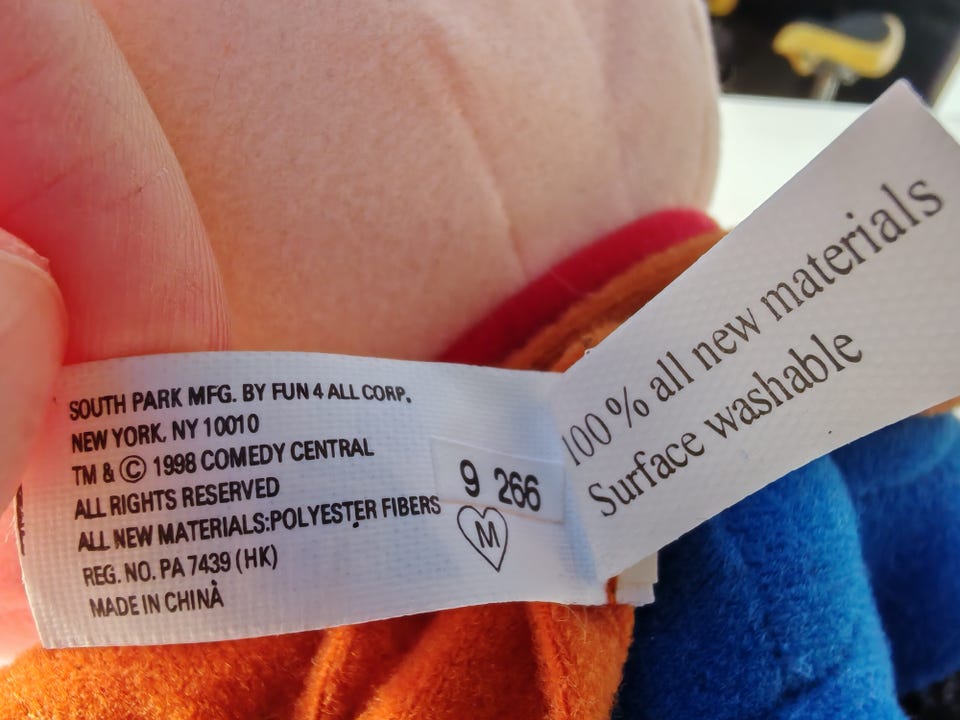 SOUTH PARK MFG. BY FUN 4 ALL CORP.
NEW YORK, NY 10010
TM & © 1998 COMEDY CENTRAL
ALL RIGHTS RESERVED
ALL NEW MATERIALS:POLYESTER FIBERS
REG. NO. PA 7439 (HK)
MADE IN CHINA
9 266
M
100 % all new materials
Surface washable